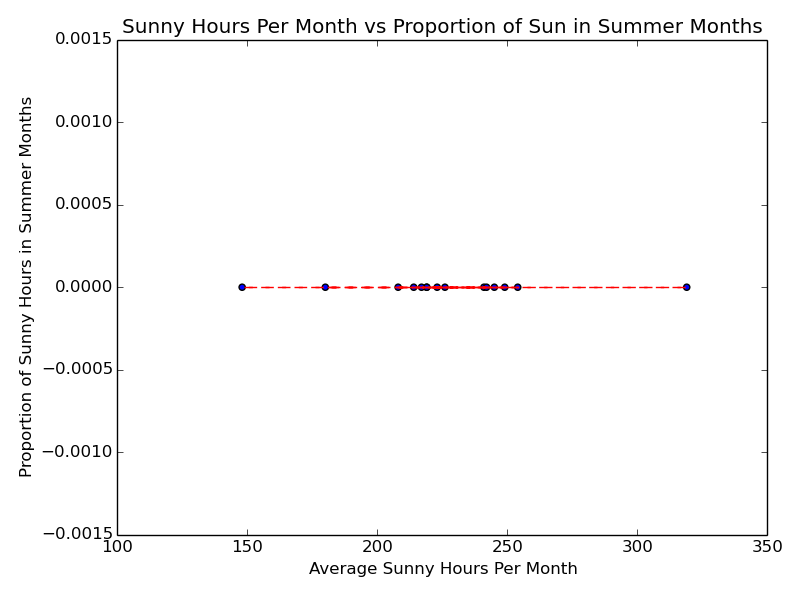 Sunny Hours Per Month vs Proportion of Sun in Summer Months
0.0015
0.0010
0.0005
0.0000
−0.0005
−0.0010
−0.0015
Proportion of Sunny Hours in Summer Months
100 150 200 250 300 350
Average Sunny Hours Per Month